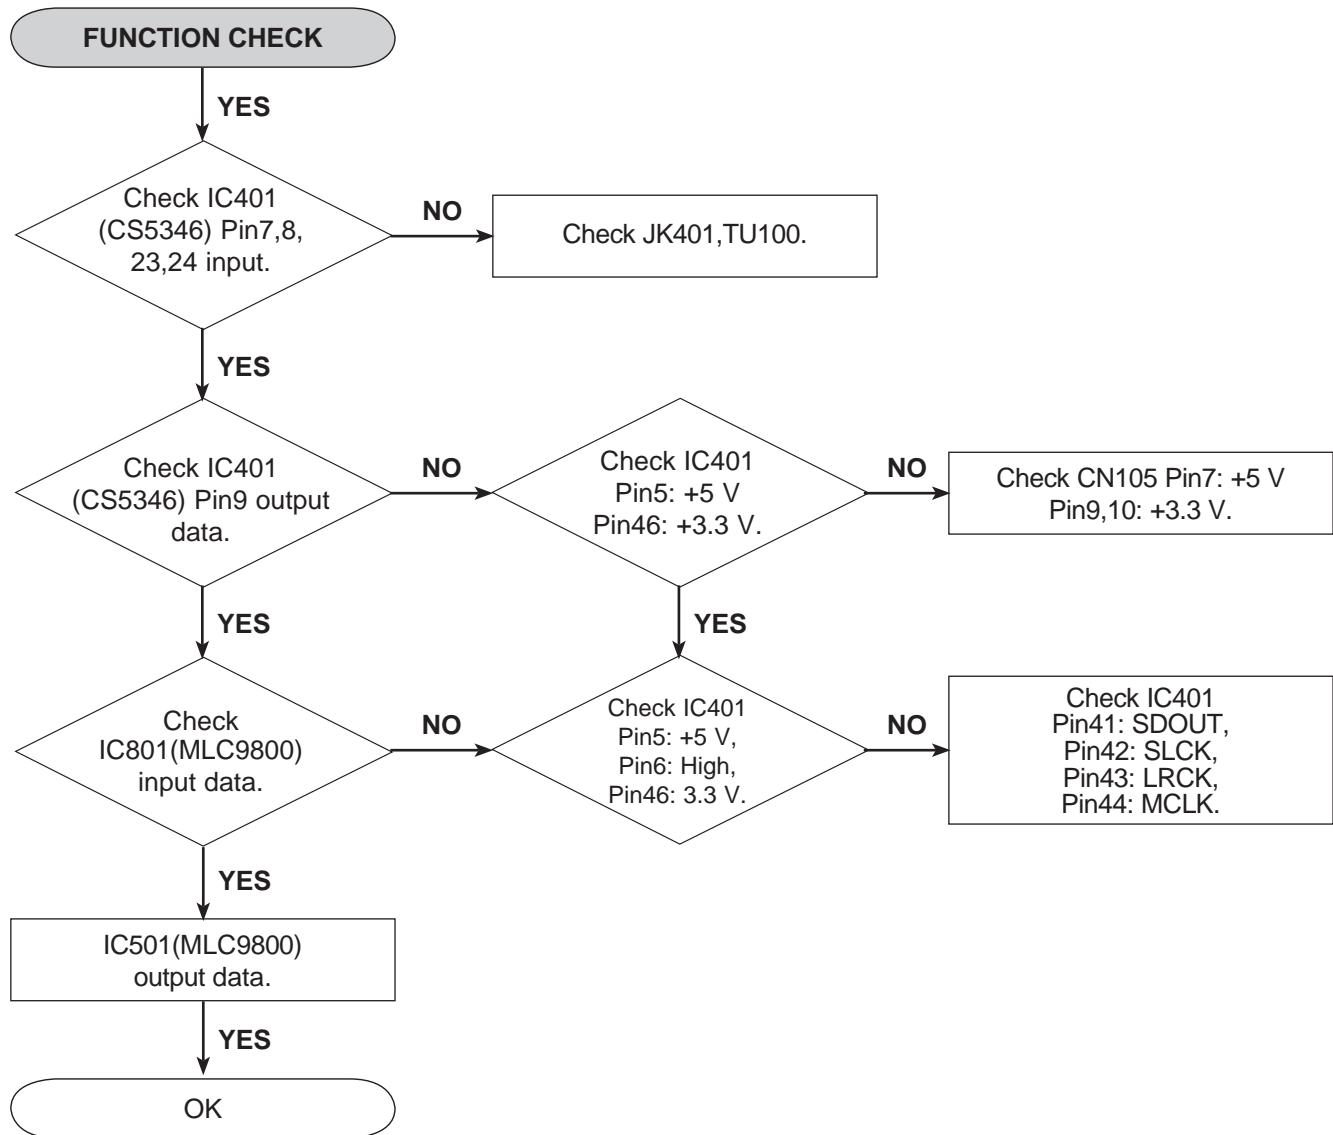 FUNCTION CHECK
YES
Check IC401
(CS5346) Pin7,8,
23,24 input.
NO
Check JK401,TU100.
YES
Check IC401
(CS5346) Pin9 output
data.
NO
Check IC401
Pin5: +5 V
Pin46: +3.3 V.
NO
Check CN105 Pin7: +5 V
Pin9,10: +3.3 V.
YES
YES
Check
IC801(MLC9800)
input data.
NO
Check IC401
Pin5: +5 V,
Pin6: High,
Pin46: 3.3 V.
NO
Check IC401
Pin41: SDOUT,
Pin42: SLCK,
Pin43: LRCK,
Pin44: MCLK.
YES
IC501(MLC9800)
output data.
YES
OK